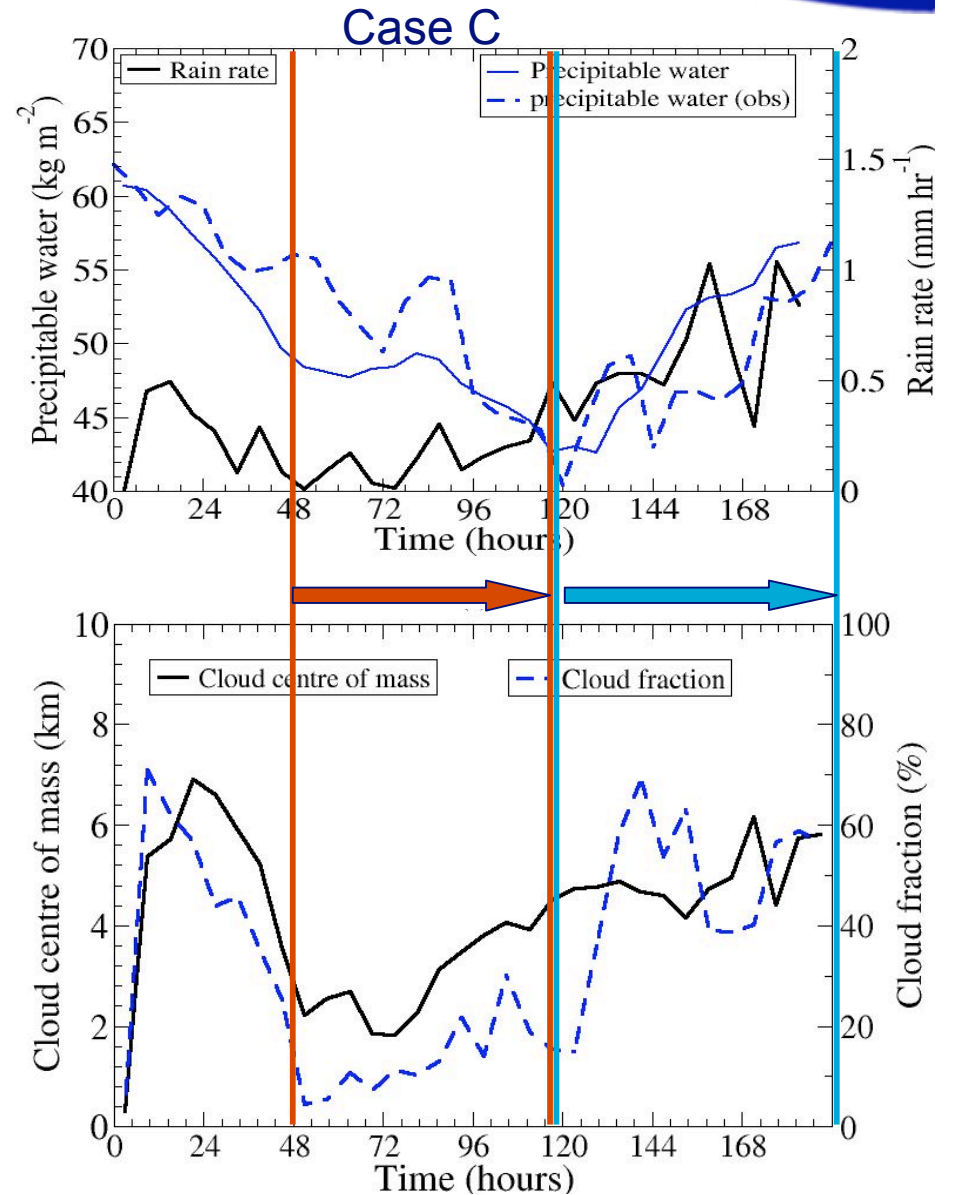 Case C
70
65
60
55
50
45
40
Precipitable water (kg m-2)
Rain rate
Precipitable water
precipitable water (obs)
2
1.5
1
0.5
0
Rain rate (mm hr-1)
0 24 48 72 96 120 144 168
Time (hours)
10
8
6
4
2
0
Cloud centre of mass (km)
Cloud centre of mass
Cloud fraction
100
80
60
40
20
0
Cloud fraction (%)
0 24 48 72 96 120 144 168
Time (hours)